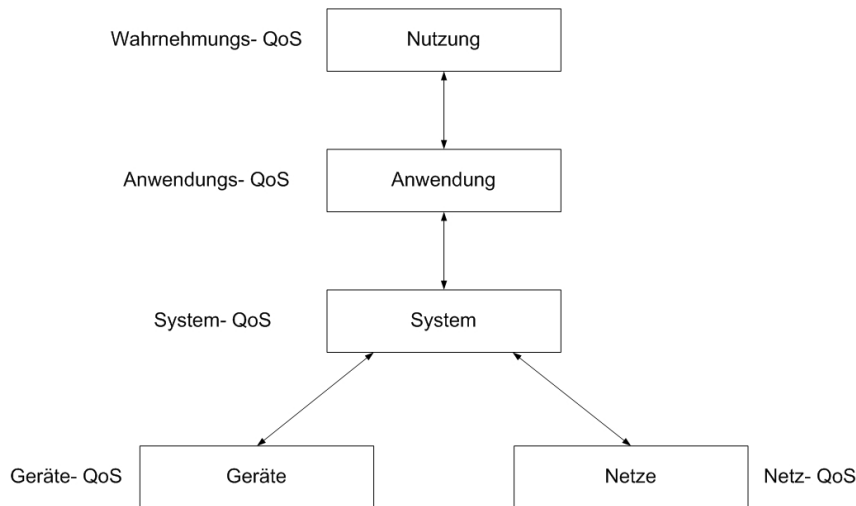 Wahrnehmungs- QoS
Nutzung
Anwendungs- QoS
Anwendung
System- QoS
System
Geräte- QoS
Geräte
Netze
Netz- QoS